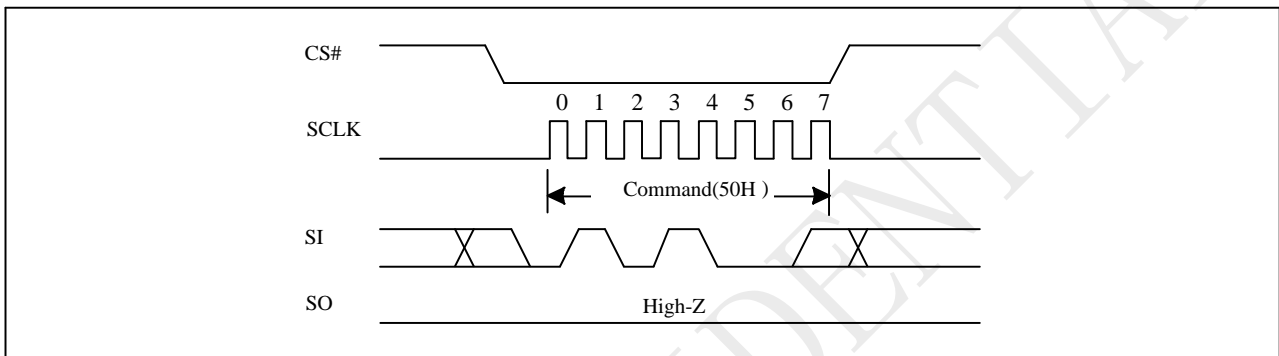 CS#
0 1 2 3 4 5 6 7
SCLK
Command(50H )
SI
SO High-Z